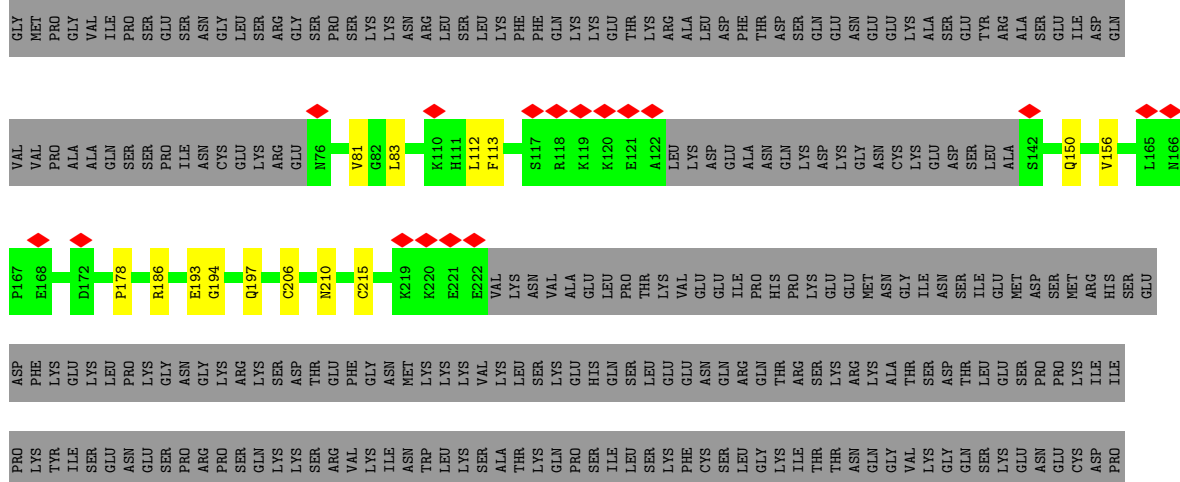 GLY MET PRO GLY VAL ILE PRO SER GLU SER ASN GLY LEU SER ARG GLY SER PRO SER LYS LYS ASN ARG LEU SER LEU LYS PHE PHE GLN LYS LYS GLU THR LYS ARG ALA LEU ASP PHE THR ASP SER GLN GLU ASN GLU GLU LYS ALA SER GLU TYR ARG ALA SER GLU ILE ASP GLN
VAL VAL PRO ALA ALA GLN SER SER PRO ILE ASN CYS GLU LYS ARG GLU N76 V81 G82 L83 K110 H111 L112 F113 S117 R118 K119 K120 E121 A122 LEU LYS ASP GLU ALA ASN GLN LYS ASP LYS GLY ASN CYS LYS GLU ASP SER LEU ALA S142 Q150 V156 L165 N166
P167 E168 D172 P178 R186 E193 G194 Q197 C206 N210 C215 K219 K220 E221 E222 VAL LYS ASN VAL ALA GLU LEU PRO THR LYS VAL GLU GLU ILE PRO HIS PRO LYS GLU GLU MET ASN GLY ILE ASN SER ILE GLU MET ASP SER MET ARG HIS SER GLU
ASP PHE LYS GLU LYS LEU PRO LYS GLY ASN GLY LYS ARG LYS SER ASP THR GLU PHE GLY ASN MET LYS LYS LYS VAL LYS LEU SER LYS GLU HIS GLN SER LEU GLU GLU ASN GLN ARG GLN THR ARG SER LYS ARG LYS ALA THR SER ASP THR LEU GLU SER PRO PRO LYS ILE ILE
PRO LYS TYR ILE SER GLU ASN GLU SER PRO ARG PRO SER GLN LYS LYS SER ARG VAL LYS ILE ASN TRP LEU LYS SER ALA THR LYS GLN PRO SER ILE LEU SER LYS PHE CYS SER LEU GLY LYS ILE THR THR ASN GLN GLY VAL LYS GLY GLN SER LYS GLU ASN GLU CYS ASP PRO